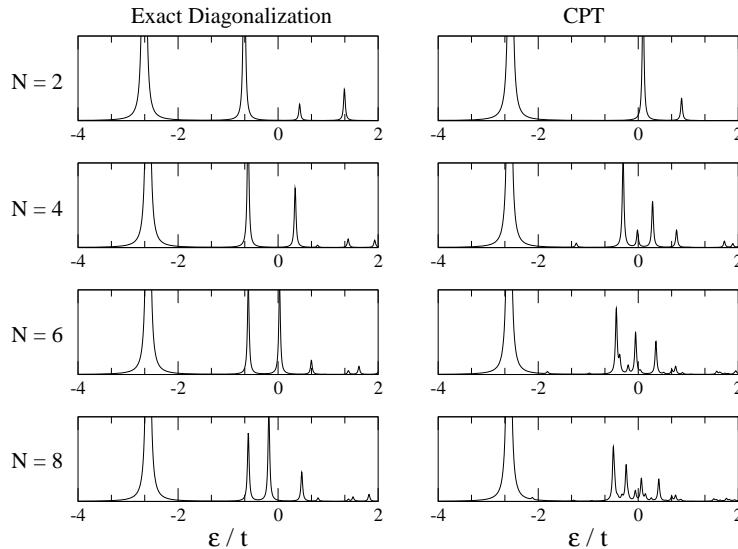 Exact Diagonalization CPT
N = 2
-4 -2 0 2 -4 -2 0 2
N = 4
-4 -2 0 2 -4 -2 0 2
N = 6
-4 -2 0 2 -4 -2 0 2
N = 8
-4 -2 0 2 -4 -2 0 2
ε / t ε / t